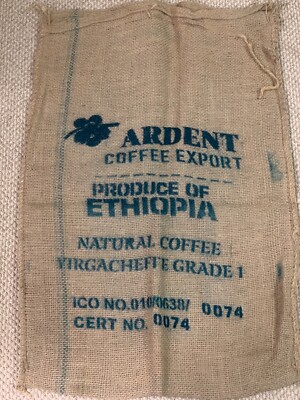 ARDENT
COFFEE EXPORT
PRODUCE OF
ETHIOPIA
NATURAL COFFEE
YIRGACHEFFE GRADE 1
ICO NO.010/0638/ 0074
CERT NO. 0074